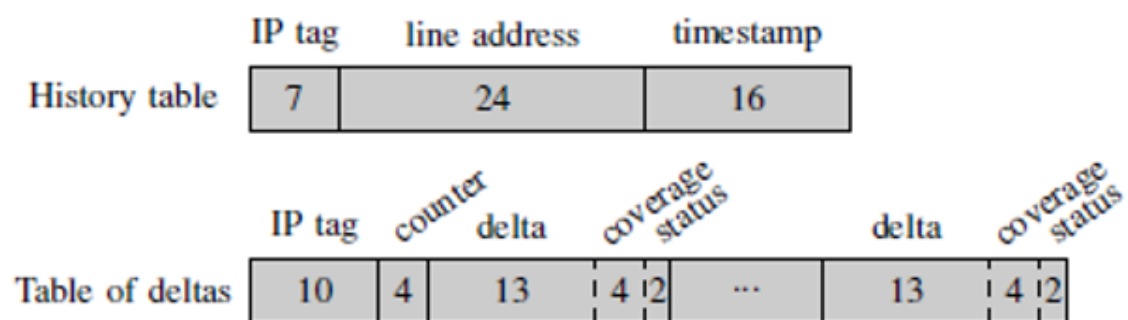 IP tag line address timestamp
History table 7 24 16
IP tag counter delta coverage status delta coverage status
Table of deltas 10 4 13 4 2 ... 13 4 2